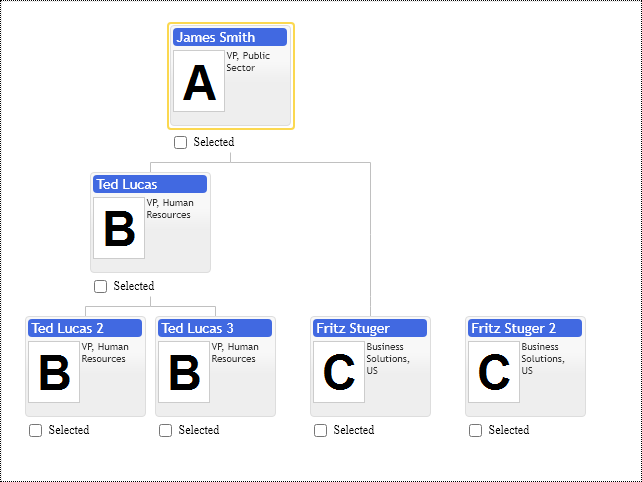 James Smith
A
VP, Public
Sector
Selected
Ted Lucas
B
VP, Human
Resources
Selected
Ted Lucas 2
B
VP, Human
Resources
Selected
Ted Lucas 3
B
VP, Human
Resources
Selected
Fritz Stuger
C
Business
Solutions,
US
Selected
Fritz Stuger 2
C
Business
Solutions,
US
Selected